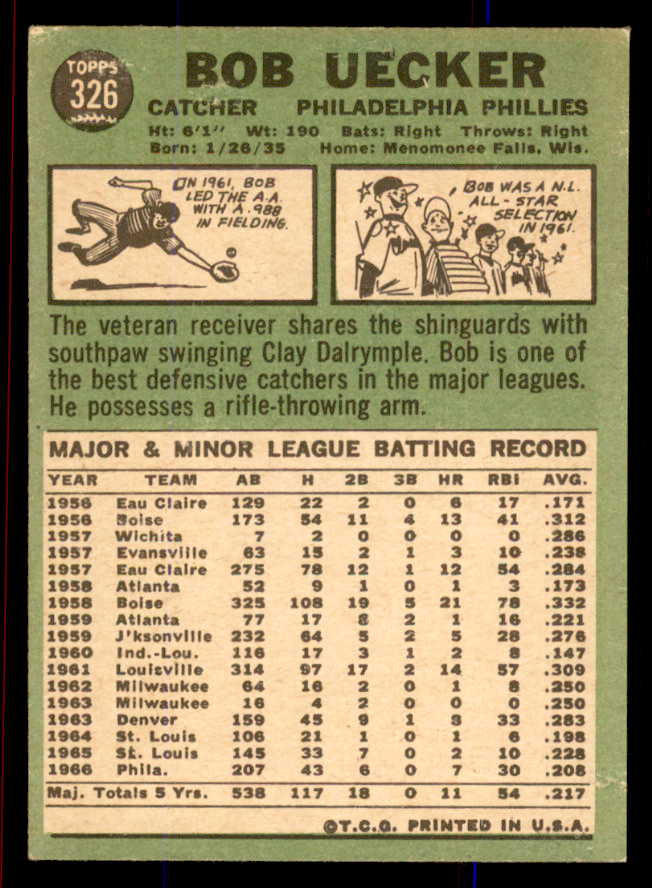 TOPPS
326
BOB UECKER
CATCHER PHILADELPHIA PHILLIES
Ht: 6'1" Wt: 190 Bats: Right Throws: Right
Born: 1/26/35 Home: Menomonee Falls, Wis.
ON 1961, BOB
LED THE A.A.
WITH A .988
IN FIELDING.
BOB WAS A N.L.
ALL-STAR
SELECTION
IN 1961.
The veteran receiver shares the shinguards with
southpaw swinging Clay Dalrymple. Bob is one of
the best defensive catchers in the major leagues.
He possesses a rifle-throwing arm.
MAJOR & MINOR LEAGUE BATTING RECORD
YEAR TEAM AB H 2B 3B HR RBI AVG.
1956 Eau Claire 129 22 2 0 6 17 .171
1956 Boise 173 54 11 4 13 41 .312
1957 Wichita 7 2 0 0 0 0 .286
1957 Evansville 63 15 2 1 3 10 .238
1957 Eau Claire 275 78 12 1 12 54 .284
1958 Atlanta 52 9 1 0 1 3 .173
1958 Boise 325 108 19 5 21 78 .332
1959 Atlanta 77 17 8 2 1 16 .221
1959 J'ksonville 232 64 5 2 5 28 .276
1960 Ind.-Lou. 116 17 3 1 2 8 .147
1961 Louisville 314 97 17 2 14 57 .309
1962 Milwaukee 64 16 2 0 1 8 .250
1963 Milwaukee 16 4 2 0 0 0 .250
1963 Denver 159 45 9 1 8 33 .283
1964 St. Louis 106 21 1 0 1 6 .198
1965 St. Louis 145 33 7 0 2 10 .228
1966 Phila. 207 43 6 0 7 30 .208
Maj. Totals 5 Yrs. 538 117 18 0 11 54 .217
©T.C.G. PRINTED IN U.S.A.